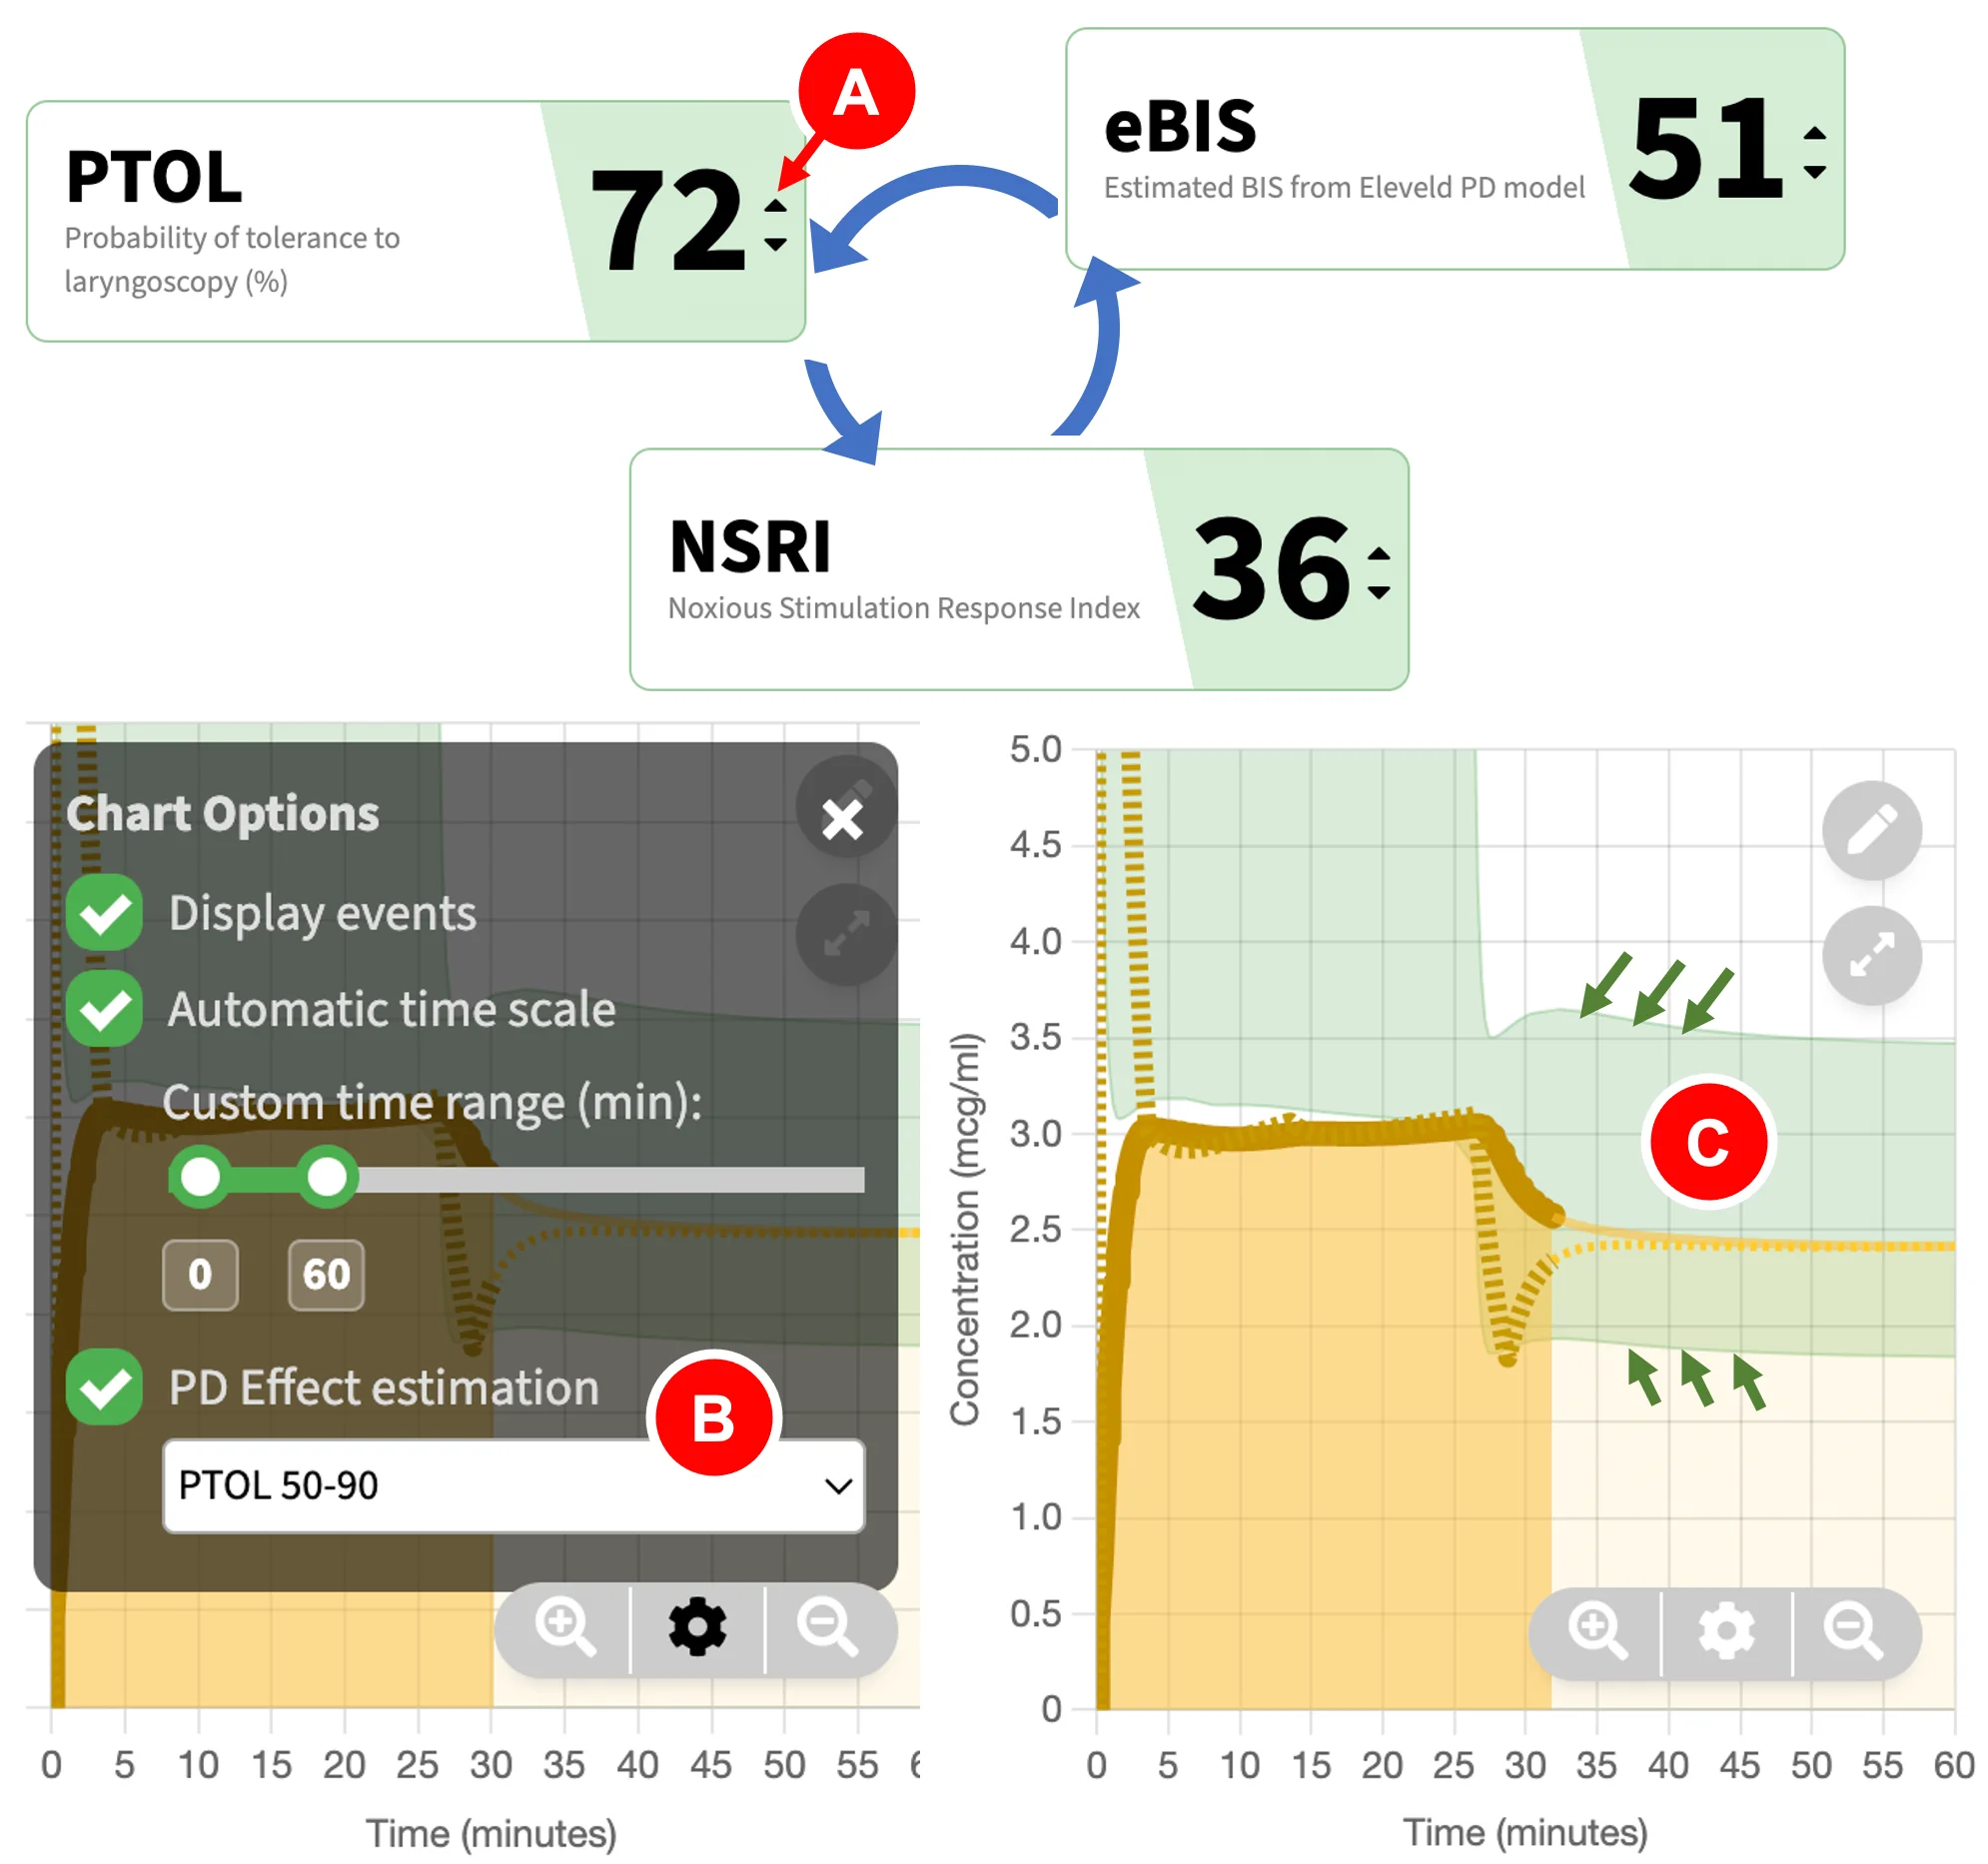 A
PTOL
Probability of tolerance to
laryngoscopy (%)
72
eBIS
Estimated BIS from Eleveld PD model
51
NSRI
Noxious Stimulation Response Index
36
Chart Options
Display events
Automatic time scale
Custom time range (min):
0 60
PD Effect estimation
B
PTOL 50-90
0 5 10 15 20 25 30 35 40 45 50 55
Time (minutes)
Concentration (mcg/ml)
5.0
4.5
4.0
3.5
3.0
2.5
2.0
1.5
1.0
0.5
0
C
0 5 10 15 20 25 30 35 40 45 50 55 60
Time (minutes)